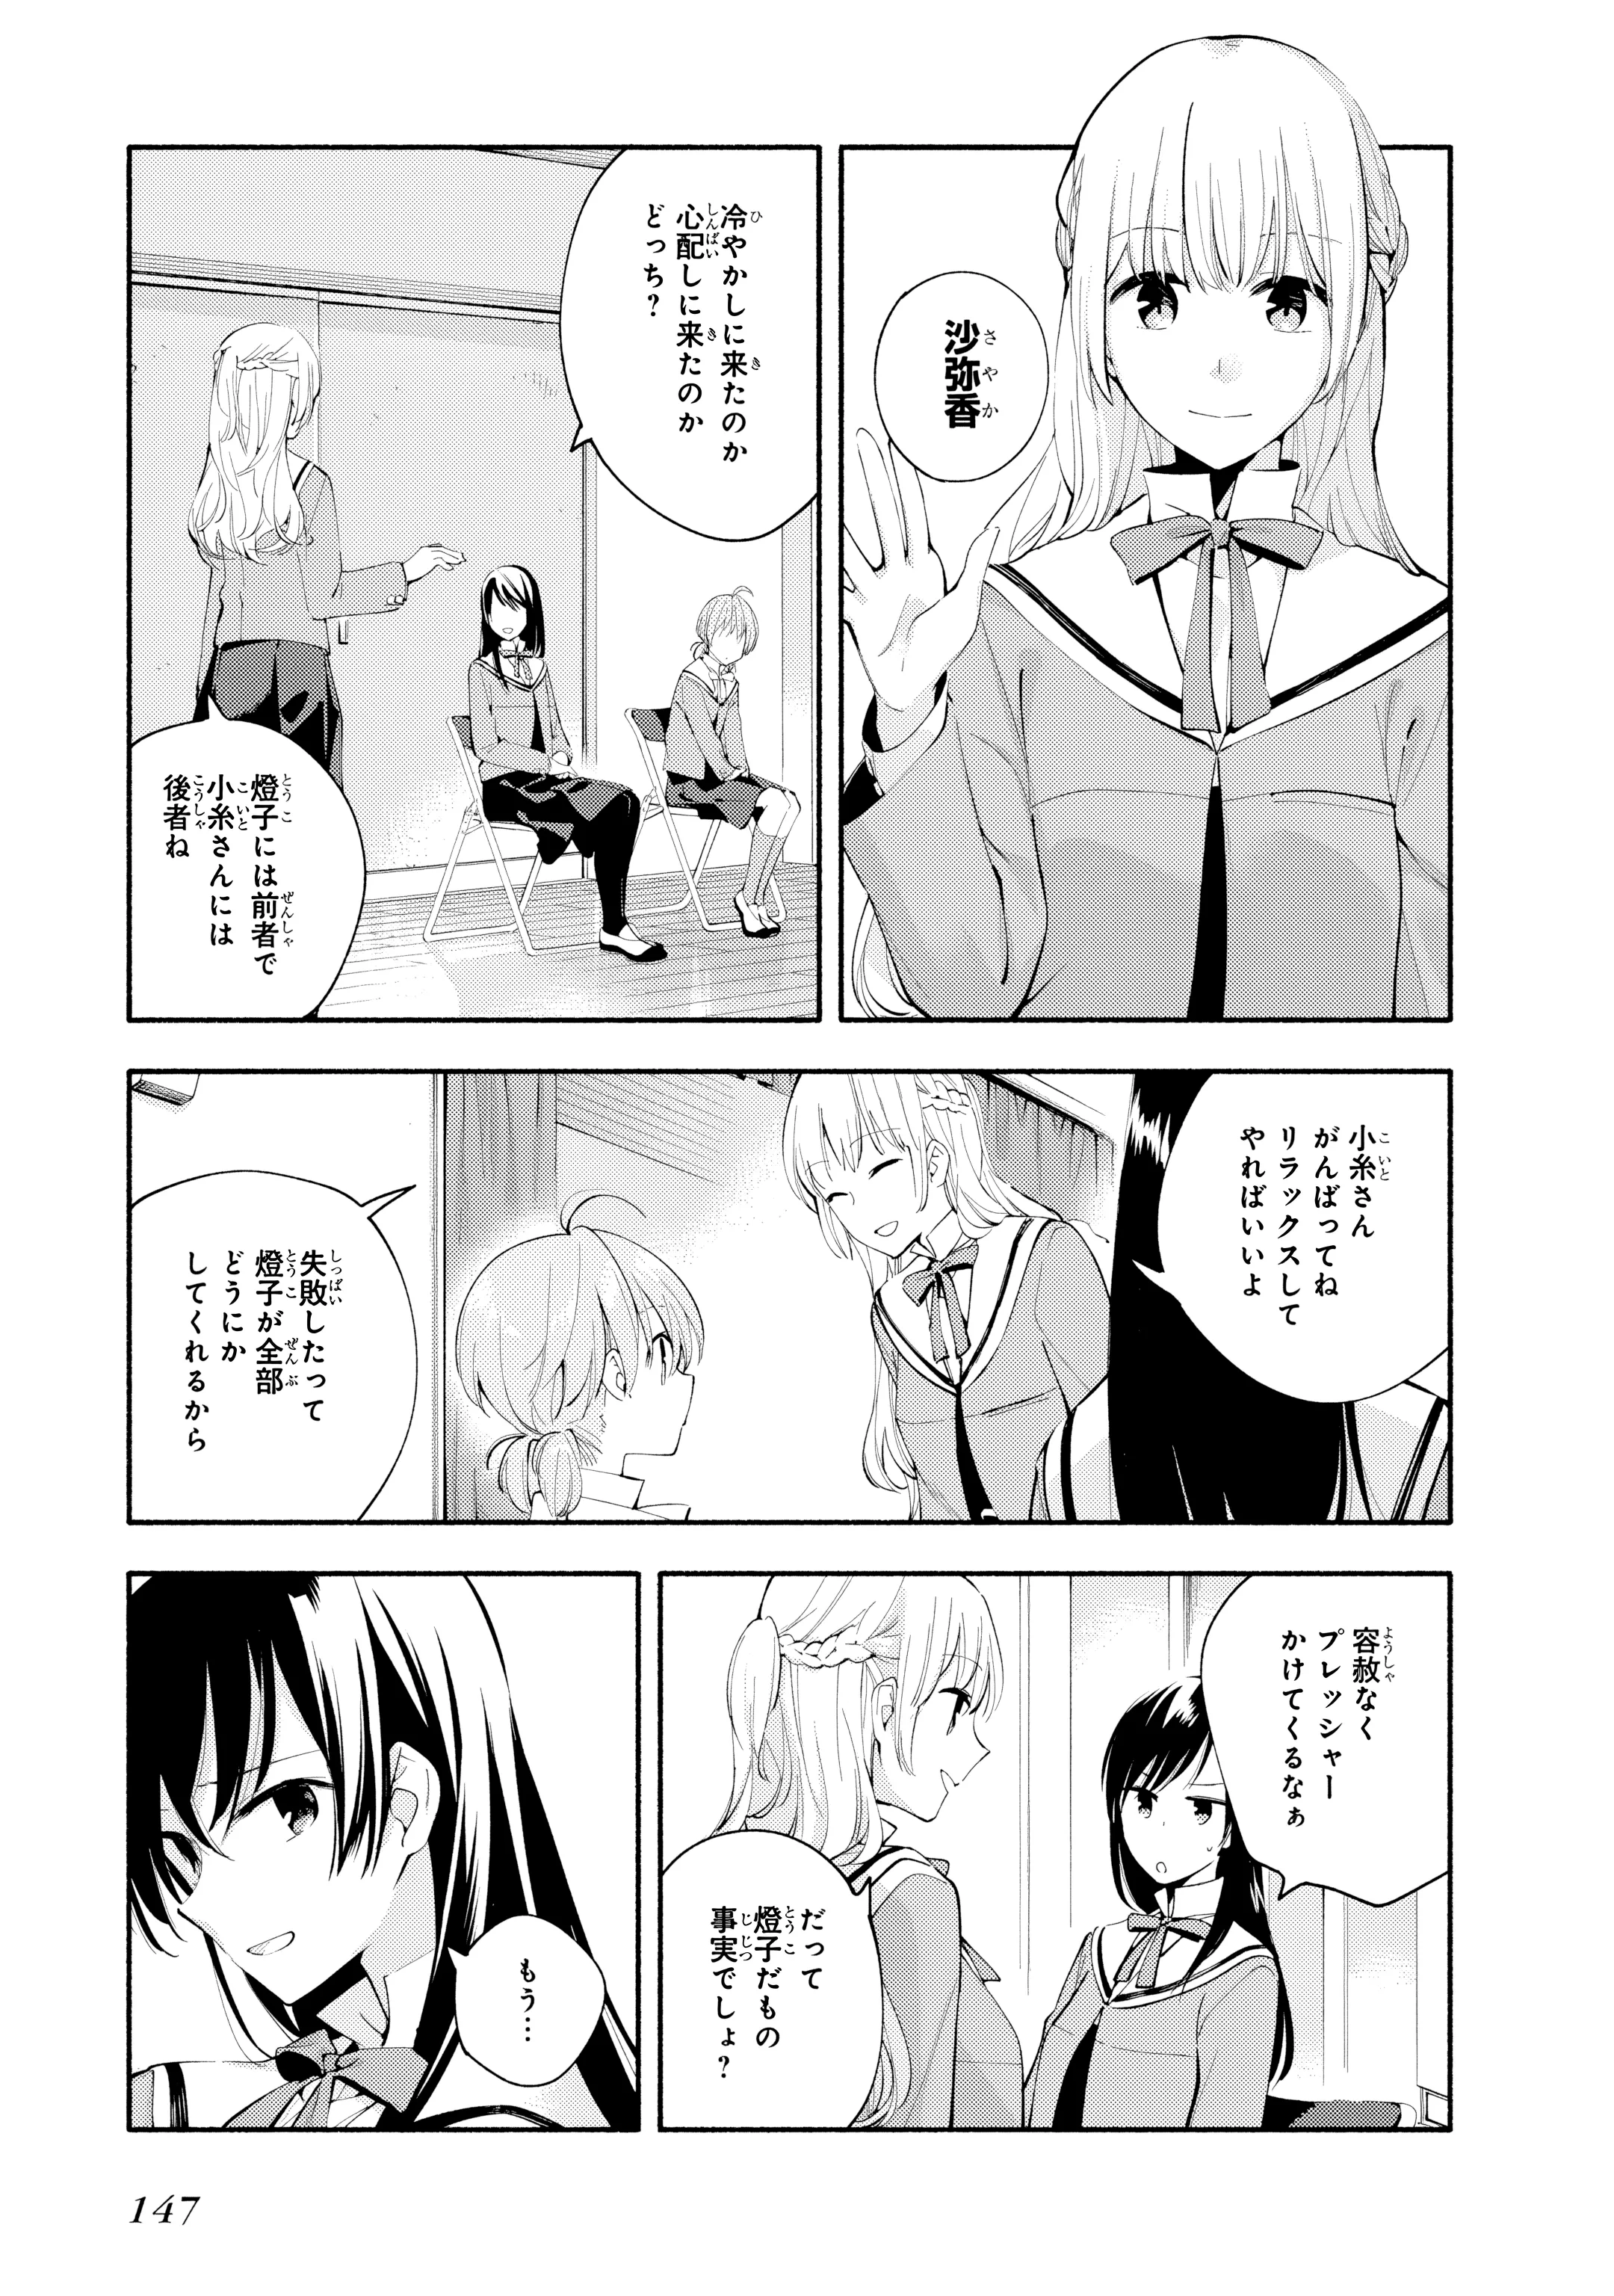 沙弥香
冷やかしに来たのか
心配しに来たのか
どっち？
燈子には前者で
小糸さんには
後者ね
小糸さん
がんばってね
リラックスして
やればいいよ
失敗したって
燈子が全部
どうにか
してくれるから
容赦なく
プレッシャー
かけてくるなぁ
だって
燈子だもの
事実でしょ？
もう…
147